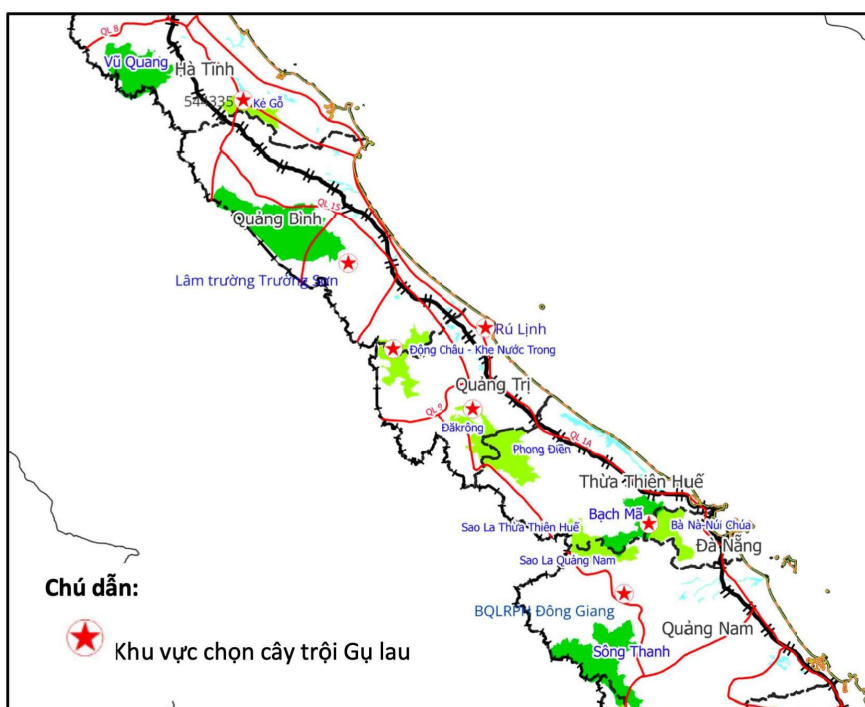 QL 8
Vũ Quang
Hà Tĩnh
544335
Kẻ Gỗ
QL 15
Quảng Bình
Lâm trường Trường Sơn
Rú Lịnh
Động Châu - Khe Nước Trong
Quảng Trị
QL 9
Đăkrông
QL 1A
Phong Điền
Thừa Thiên Huế
Bạch Mã
Sao La Thừa Thiên Huế
Bà Nà-Núi Chúa
Đà Nẵng
Sao La Quảng Nam
Chú dẫn:
BQLRPH Đông Giang
Quảng Nam
Khu vực chọn cây trội Gụ lau
Sông Thanh